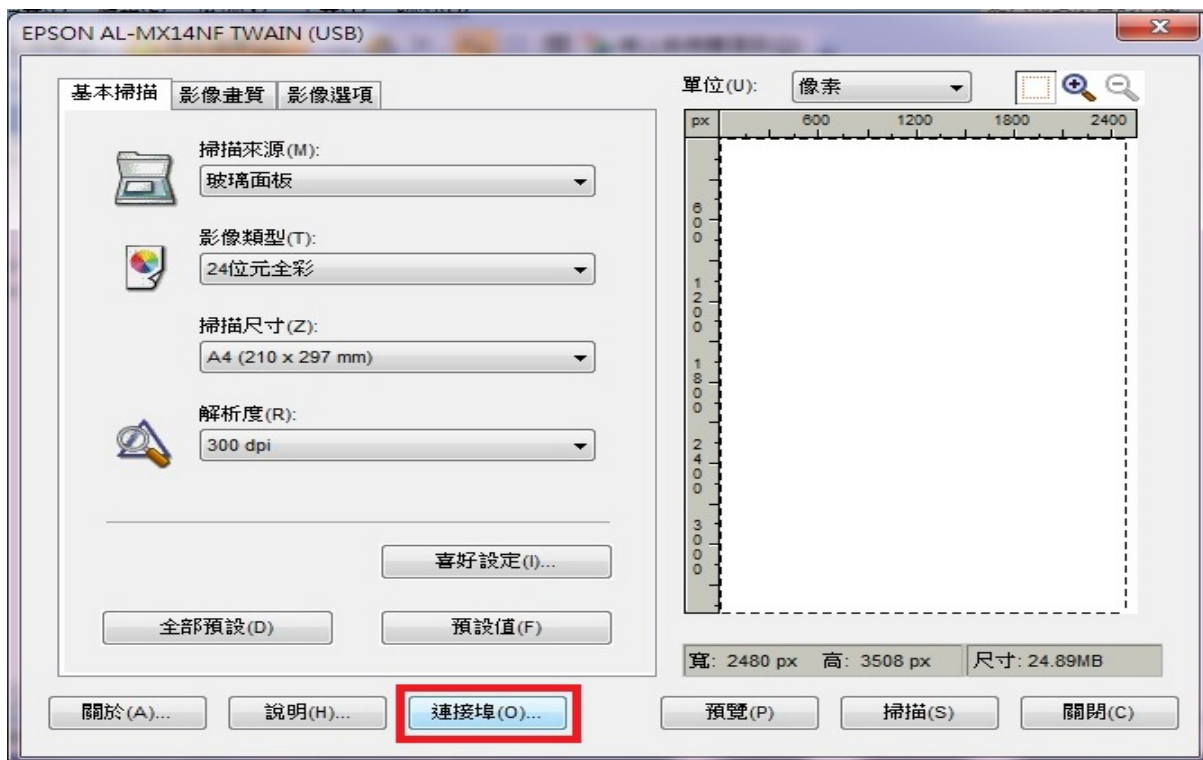 EPSON AL-MX14NF TWAIN (USB)
基本掃描 影像畫質 影像選項
掃描來源(M):
玻璃面板
影像類型(T):
24位元全彩
掃描尺寸(Z):
A4 (210 x 297 mm)
解析度(R):
300 dpi
喜好設定(I)...
全部預設(D) 預設值(F)
單位(U): 像素
px 600 1200 1800 2400
600
1200
1800
2400
3000
寬: 2480 px 高: 3508 px 尺寸: 24.89MB
關於(A)... 說明(H)... 連接埠(O)... 預覽(P) 掃描(S) 關閉(C)